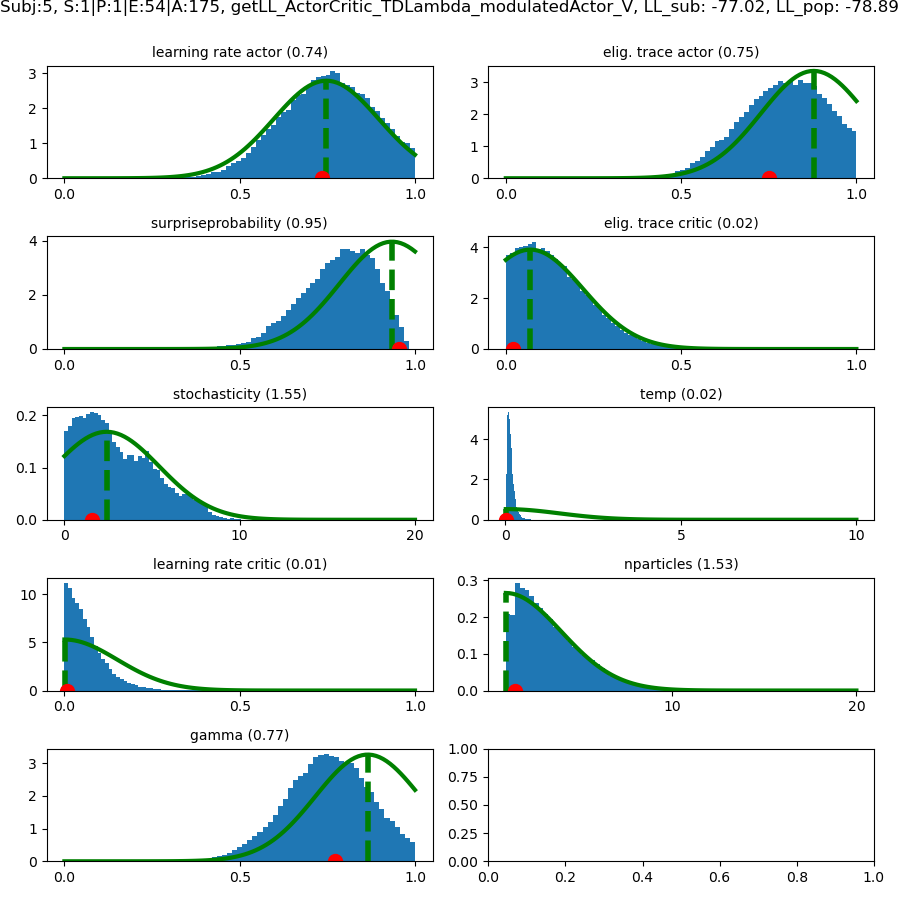 Subj:5, S:1|P:1|E:54|A:175, getLL_ActorCritic_TDLambda_modulatedActor_V, LL_sub: -77.02, LL_pop: -78.89
learning rate actor (0.74)
3
2
1
0
0.0 0.5 1.0
elig. trace actor (0.75)
3
2
1
0
0.0 0.5 1.0
surpriseprobability (0.95)
4
2
0
0.0 0.5 1.0
elig. trace critic (0.02)
4
2
0
0.0 0.5 1.0
stochasticity (1.55)
0.2
0.1
0.0
0 10 20
temp (0.02)
4
2
0
0 5 10
learning rate critic (0.01)
10
5
0
0.0 0.5 1.0
nparticles (1.53)
0.3
0.2
0.1
0.0
10 20
gamma (0.77)
3
2
1
0
0.0 0.5 1.0
1.00
0.75
0.50
0.25
0.00
0.0 0.2 0.4 0.6 0.8 1.0